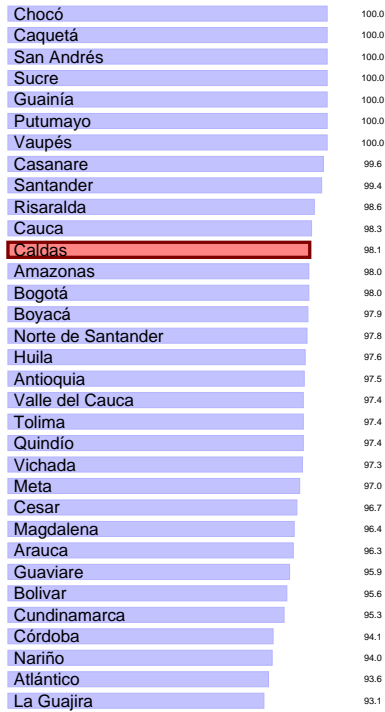 Chocó 100.0
Caquetá 100.0
San Andrés 100.0
Sucre 100.0
Guainía 100.0
Putumayo 100.0
Vaupés 100.0
Casanare 99.6
Santander 99.4
Risaralda 98.6
Cauca 98.3
Caldas 98.1
Amazonas 98.0
Bogotá 98.0
Boyacá 97.9
Norte de Santander 97.8
Huila 97.6
Antioquia 97.5
Valle del Cauca 97.4
Tolima 97.4
Quindío 97.4
Vichada 97.3
Meta 97.0
Cesar 96.7
Magdalena 96.4
Arauca 96.3
Guaviare 95.9
Bolivar 95.6
Cundinamarca 95.3
Córdoba 94.1
Nariño 94.0
Atlántico 93.6
La Guajira 93.1